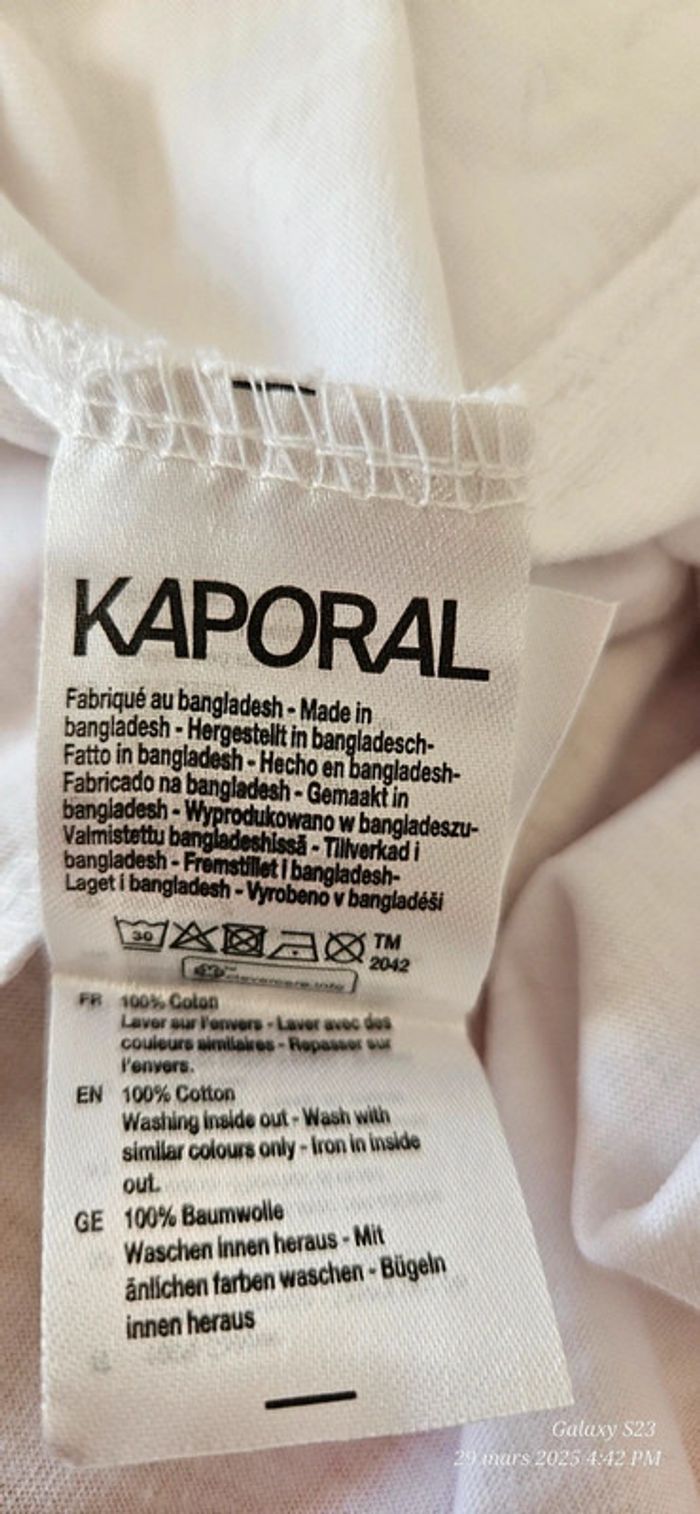 KAPORAL
Fabriqué au bangladesh - Made in
bangladesh - Hergestellt in bangladesch-
Fatto in bangladesh - Hecho en bangladesh-
Fabricado na bangladesh - Gemaakt in
bangladesh - Wyprodukowano w bangladeszu-
Valmistettu bangladeshissä - Tillverkad i
bangladesh - Fremstillet i bangladesh-
Laget i bangladesh - Vyrobeno v bangladéši
30
TM
2042
clevercare.info
FR 100% Coton
Laver sur l'envers - Laver avec des
couleurs similaires - Repasser sur
l'envers.
EN 100% Cotton
Washing inside out - Wash with
similar colours only - Iron in inside
out.
GE 100% Baumwolle
Waschen innen heraus - Mit
änlichen farben waschen - Bügeln
innen heraus
Galaxy S23
29 mars 2025 4:42 PM